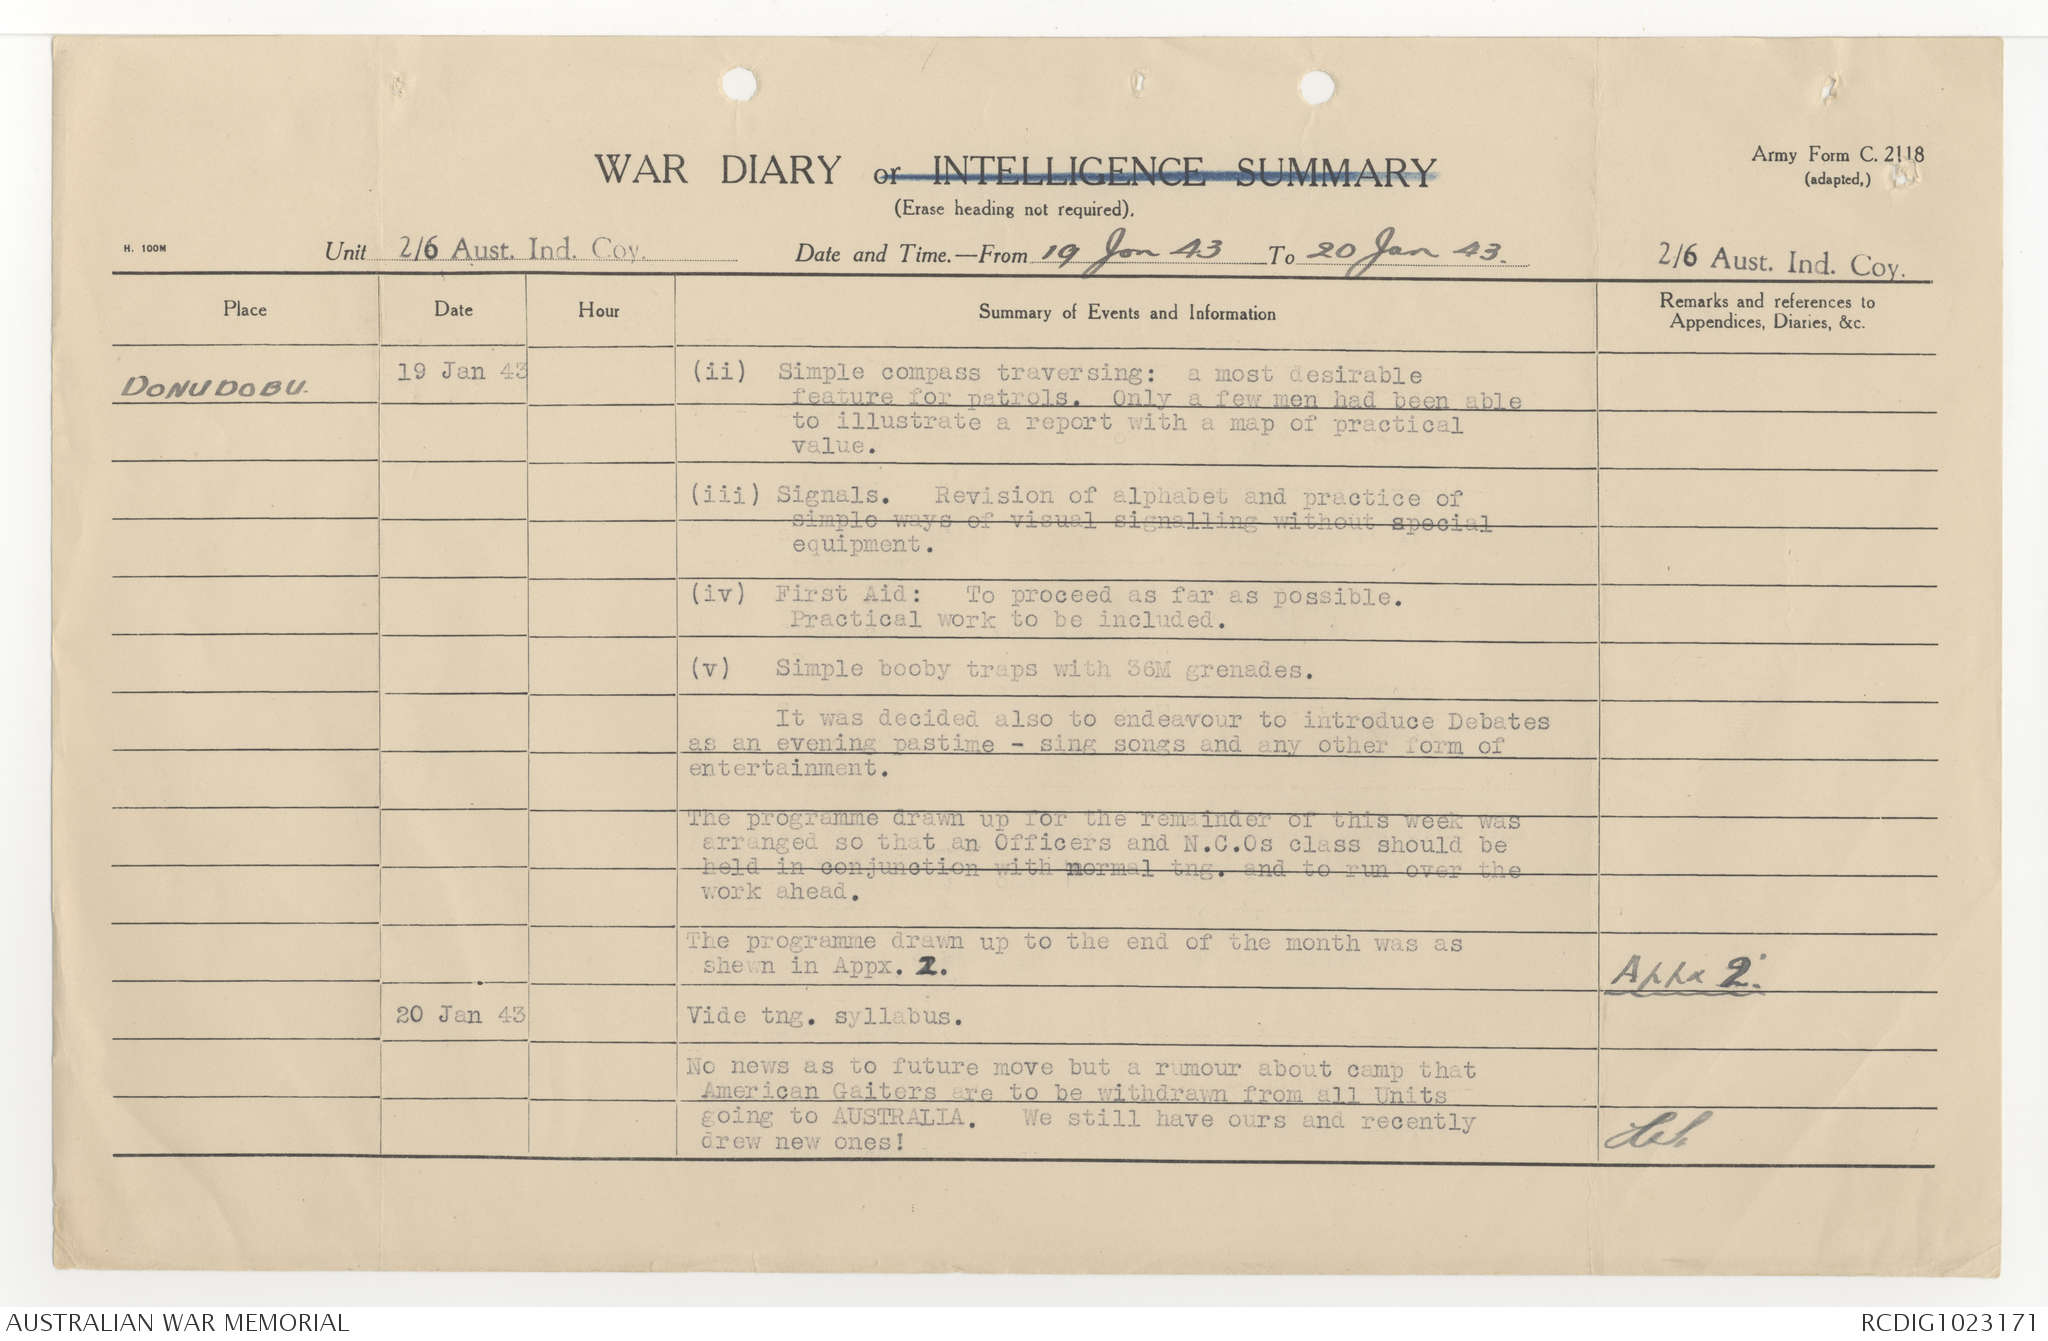 WAR DIARY or INTELLIGENCE SUMMARY
(Erase heading not required).
Army Form C. 2118
(adapted,)
H. 100M
Unit 2/6 Aust. Ind. Coy.
Date and Time.—From 19 Jan 43 To 20 Jan 43.
2/6 Aust. Ind. Coy.
Place
Date
Hour
Summary of Events and Information
Remarks and references to
Appendices, Diaries, &c.
DONUDOBU.
19 Jan 43
(ii) Simple compass traversing: a most desirable
feature for patrols. Only a few men had been able
to illustrate a report with a map of practical
value.
(iii) Signals. Revision of alphabet and practice of
simple ways of visual signalling without special
equipment.
(iv) First Aid: To proceed as far as possible.
Practical work to be included.
(v) Simple booby traps with 36M grenades.
It was decided also to endeavour to introduce Debates
as an evening pastime - sing songs and any other form of
entertainment.
The programme drawn up for the remainder of this week was
arranged so that an Officers and N.C.Os class should be
held in conjunction with normal tng. and to run over the
work ahead.
The programme drawn up to the end of the month was as
shewn in Appx. 2.
Appx 2.
20 Jan 43
Vide tng. syllabus.
No news as to future move but a rumour about camp that
American Gaiters are to be withdrawn from all Units
going to AUSTRALIA. We still have ours and recently
drew new ones!
AUSTRALIAN WAR MEMORIAL
RCDIG1023171